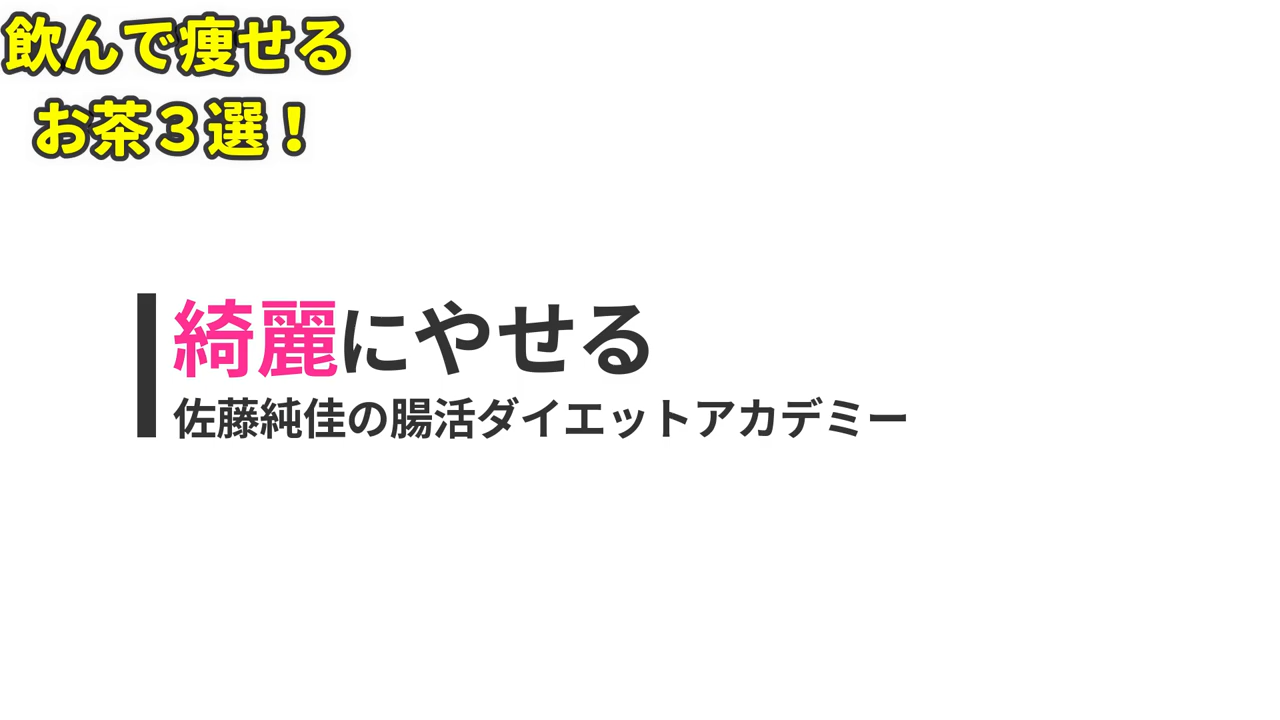 飲んで痩せる
お茶３選！
綺麗にやせる
佐藤純佳の腸活ダイエットアカデミー